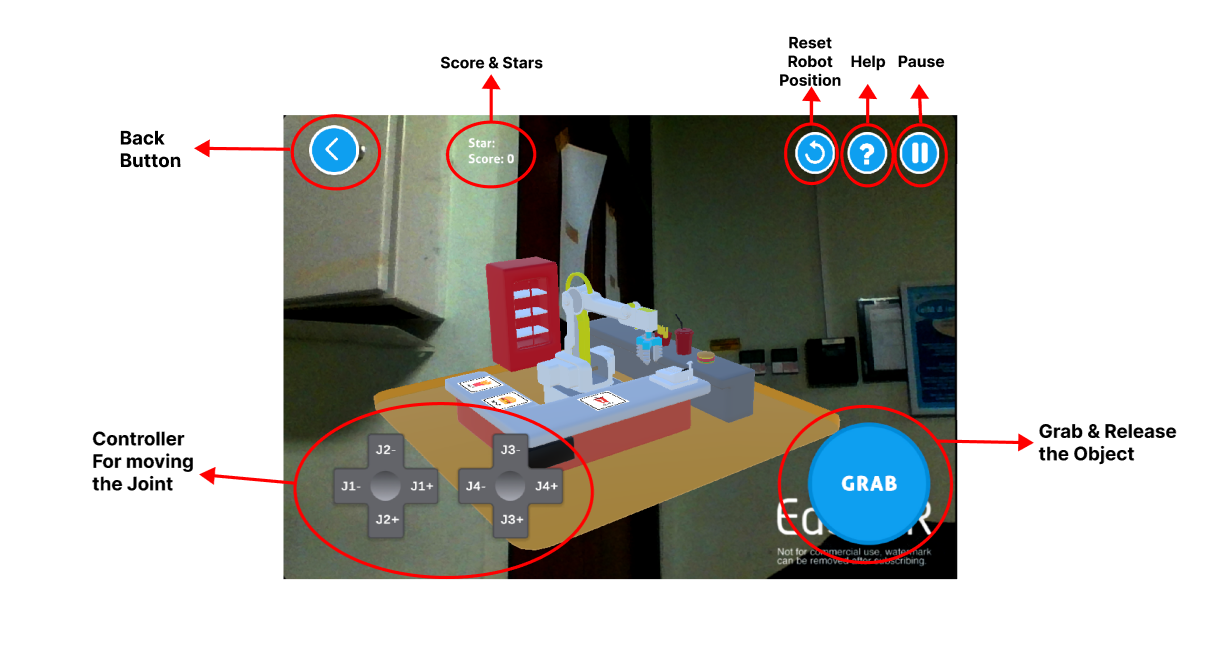 Reset
Robot
Position
Help
Pause
Score & Stars
Back
Button
Star:
Score: 0
?
Controller
For moving
the Joint
J2-
J1-
J1+
J2+
J3-
J4-
J4+
J3+
GRAB
Grab & Release
the Object
Not for commercial use, watermark
can be removed after subscribing.